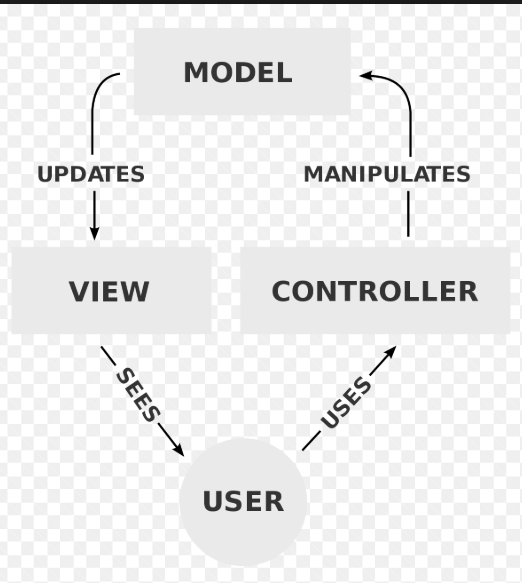 MODEL
UPDATES
MANIPULATES
VIEW
CONTROLLER
SEES
USES
USER